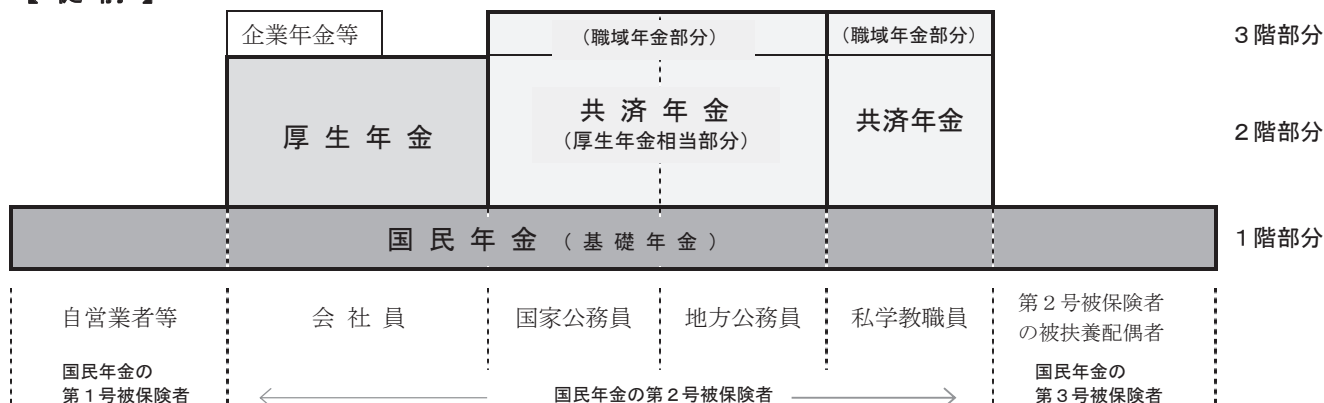 【従前】
企業年金等
(職域年金部分)
(職域年金部分)
3階部分
厚生年金
共済年金
(厚生年金相当部分)
共済年金
2階部分
国民年金(基礎年金)
1階部分
自営業者等
会社員
国家公務員
地方公務員
私学教職員
第2号被保険者
の被扶養配偶者
国民年金の
第1号被保険者
国民年金の第2号被保険者
国民年金の
第3号被保険者